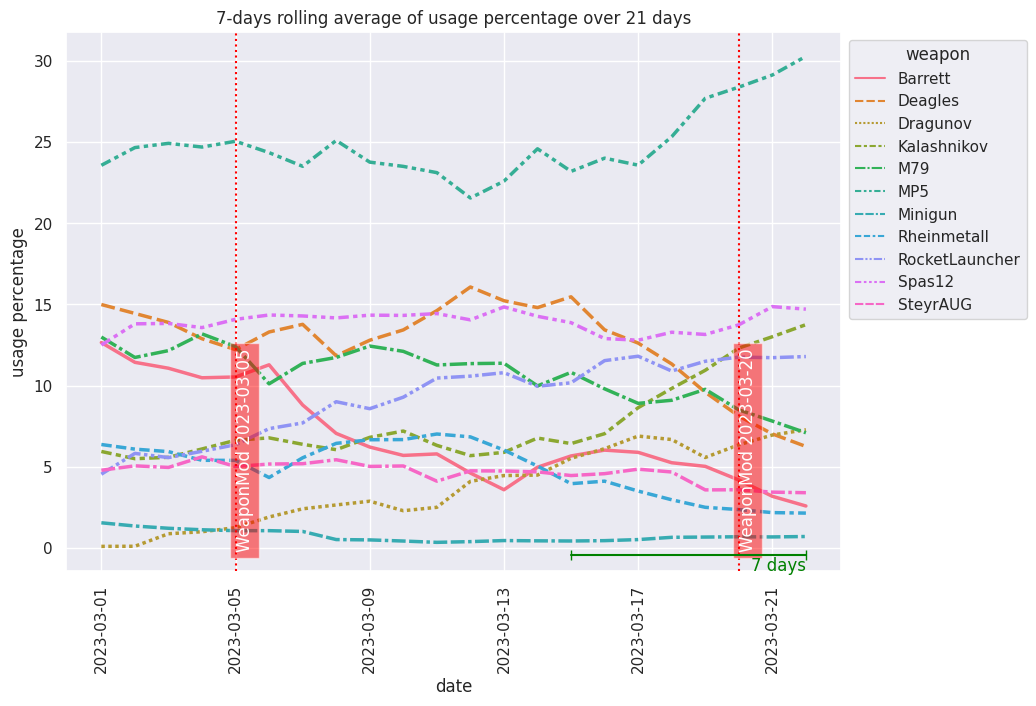 7-days rolling average of usage percentage over 21 days
usage percentage
30
25
20
15
10
5
0
WeaponMod 2023-03-05
WeaponMod 2023-03-20
7 days
2023-03-01
2023-03-05
2023-03-09
2023-03-13
2023-03-17
2023-03-21
date
weapon
Barrett
Deagles
Dragunov
Kalashnikov
M79
MP5
Minigun
Rheinmetall
RocketLauncher
Spas12
SteyrAUG